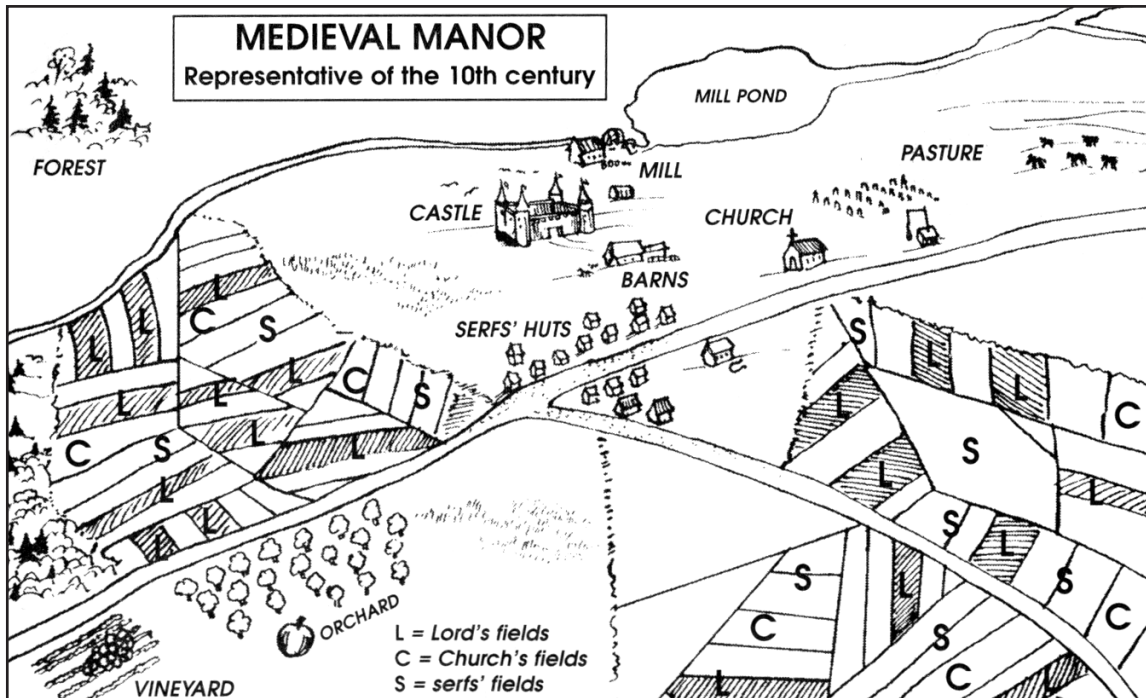 MEDIEVAL MANOR
Representative of the 10th century
FOREST
MILL POND
MILL
PASTURE
CASTLE
CHURCH
BARNS
SERFS' HUTS
L
L
L
C
S
L
C
S
L
L
L
C
S
L
L
L
L
L
S
L
L
C
L
S
L
L
S
L
S
S
L
C
S
C
L
C
ORCHARD
VINEYARD
L = Lord's fields
C = Church's fields
S = serfs' fields